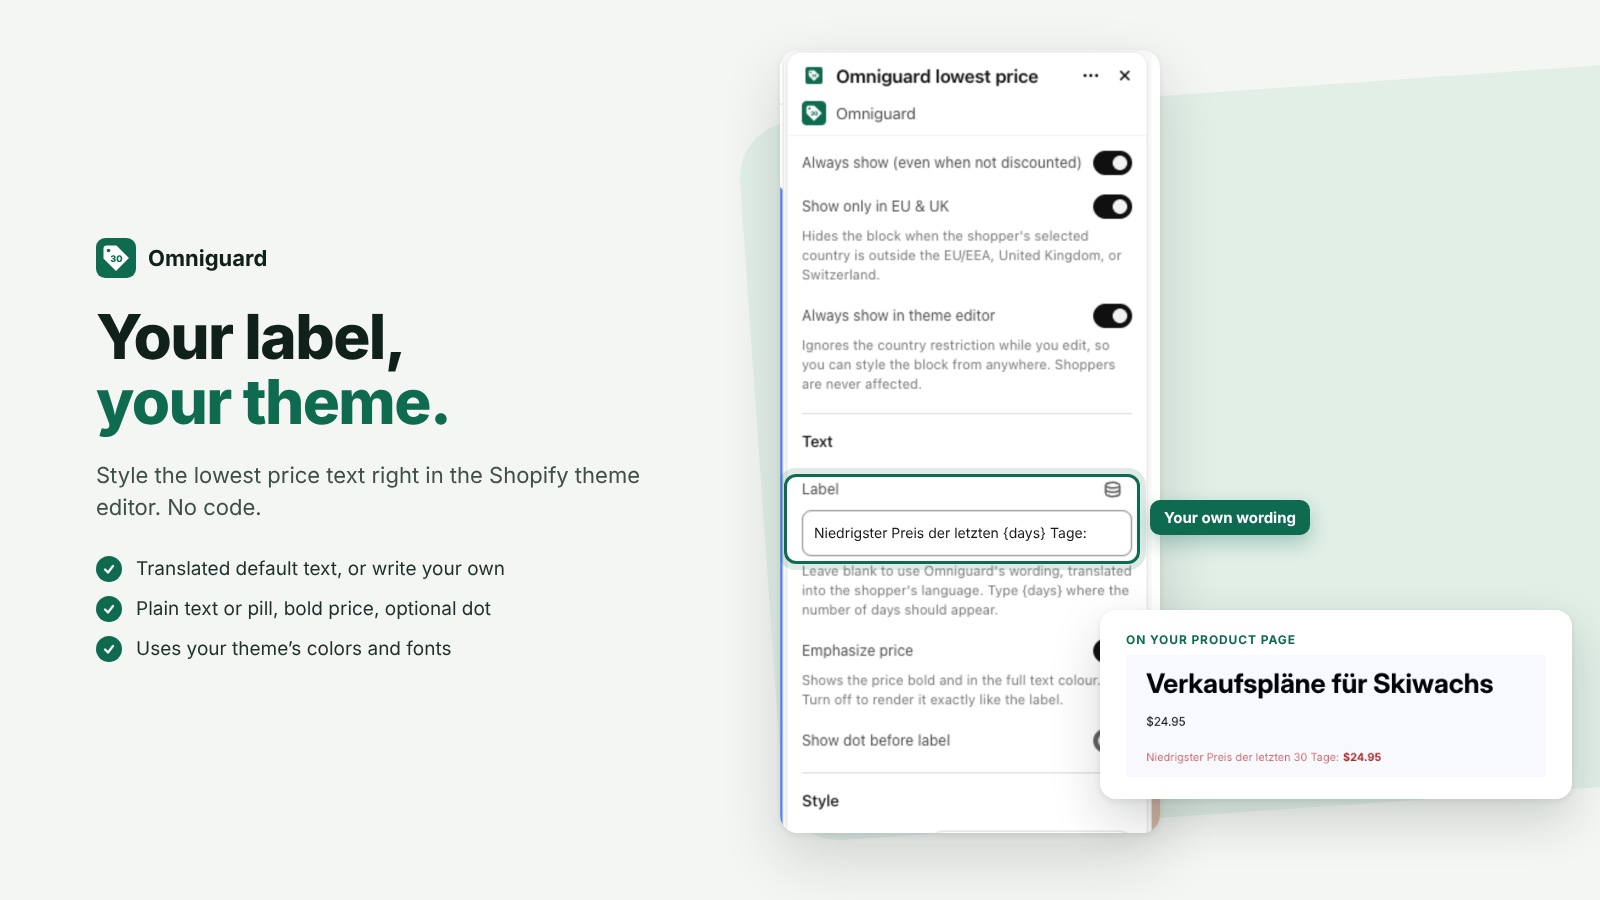 Omniguard
Your label,
your theme.
Style the lowest price text right in the Shopify theme
editor. No code.
Translated default text, or write your own
Plain text or pill, bold price, optional dot
Uses your theme’s colors and fonts
Omniguard lowest price
Omniguard
Always show (even when not discounted)
Show only in EU & UK
Hides the block when the shopper's selected
country is outside the EU/EEA, United Kingdom, or
Switzerland.
Always show in theme editor
Ignores the country restriction while you edit, so
you can style the block from anywhere. Shoppers
are never affected.
Text
Label
Niedrigster Preis der letzten {days} Tage:
Your own wording
Leave blank to use Omniguard's wording, translated
into the shopper's language. Type {days} where the
number of days should appear.
Emphasize price
Shows the price bold and in the full text colour.
Turn off to render it exactly like the label.
Show dot before label
Style
ON YOUR PRODUCT PAGE
Verkaufspläne für Skiwachs
$24.95
Niedrigster Preis der letzten 30 Tage: $24.95